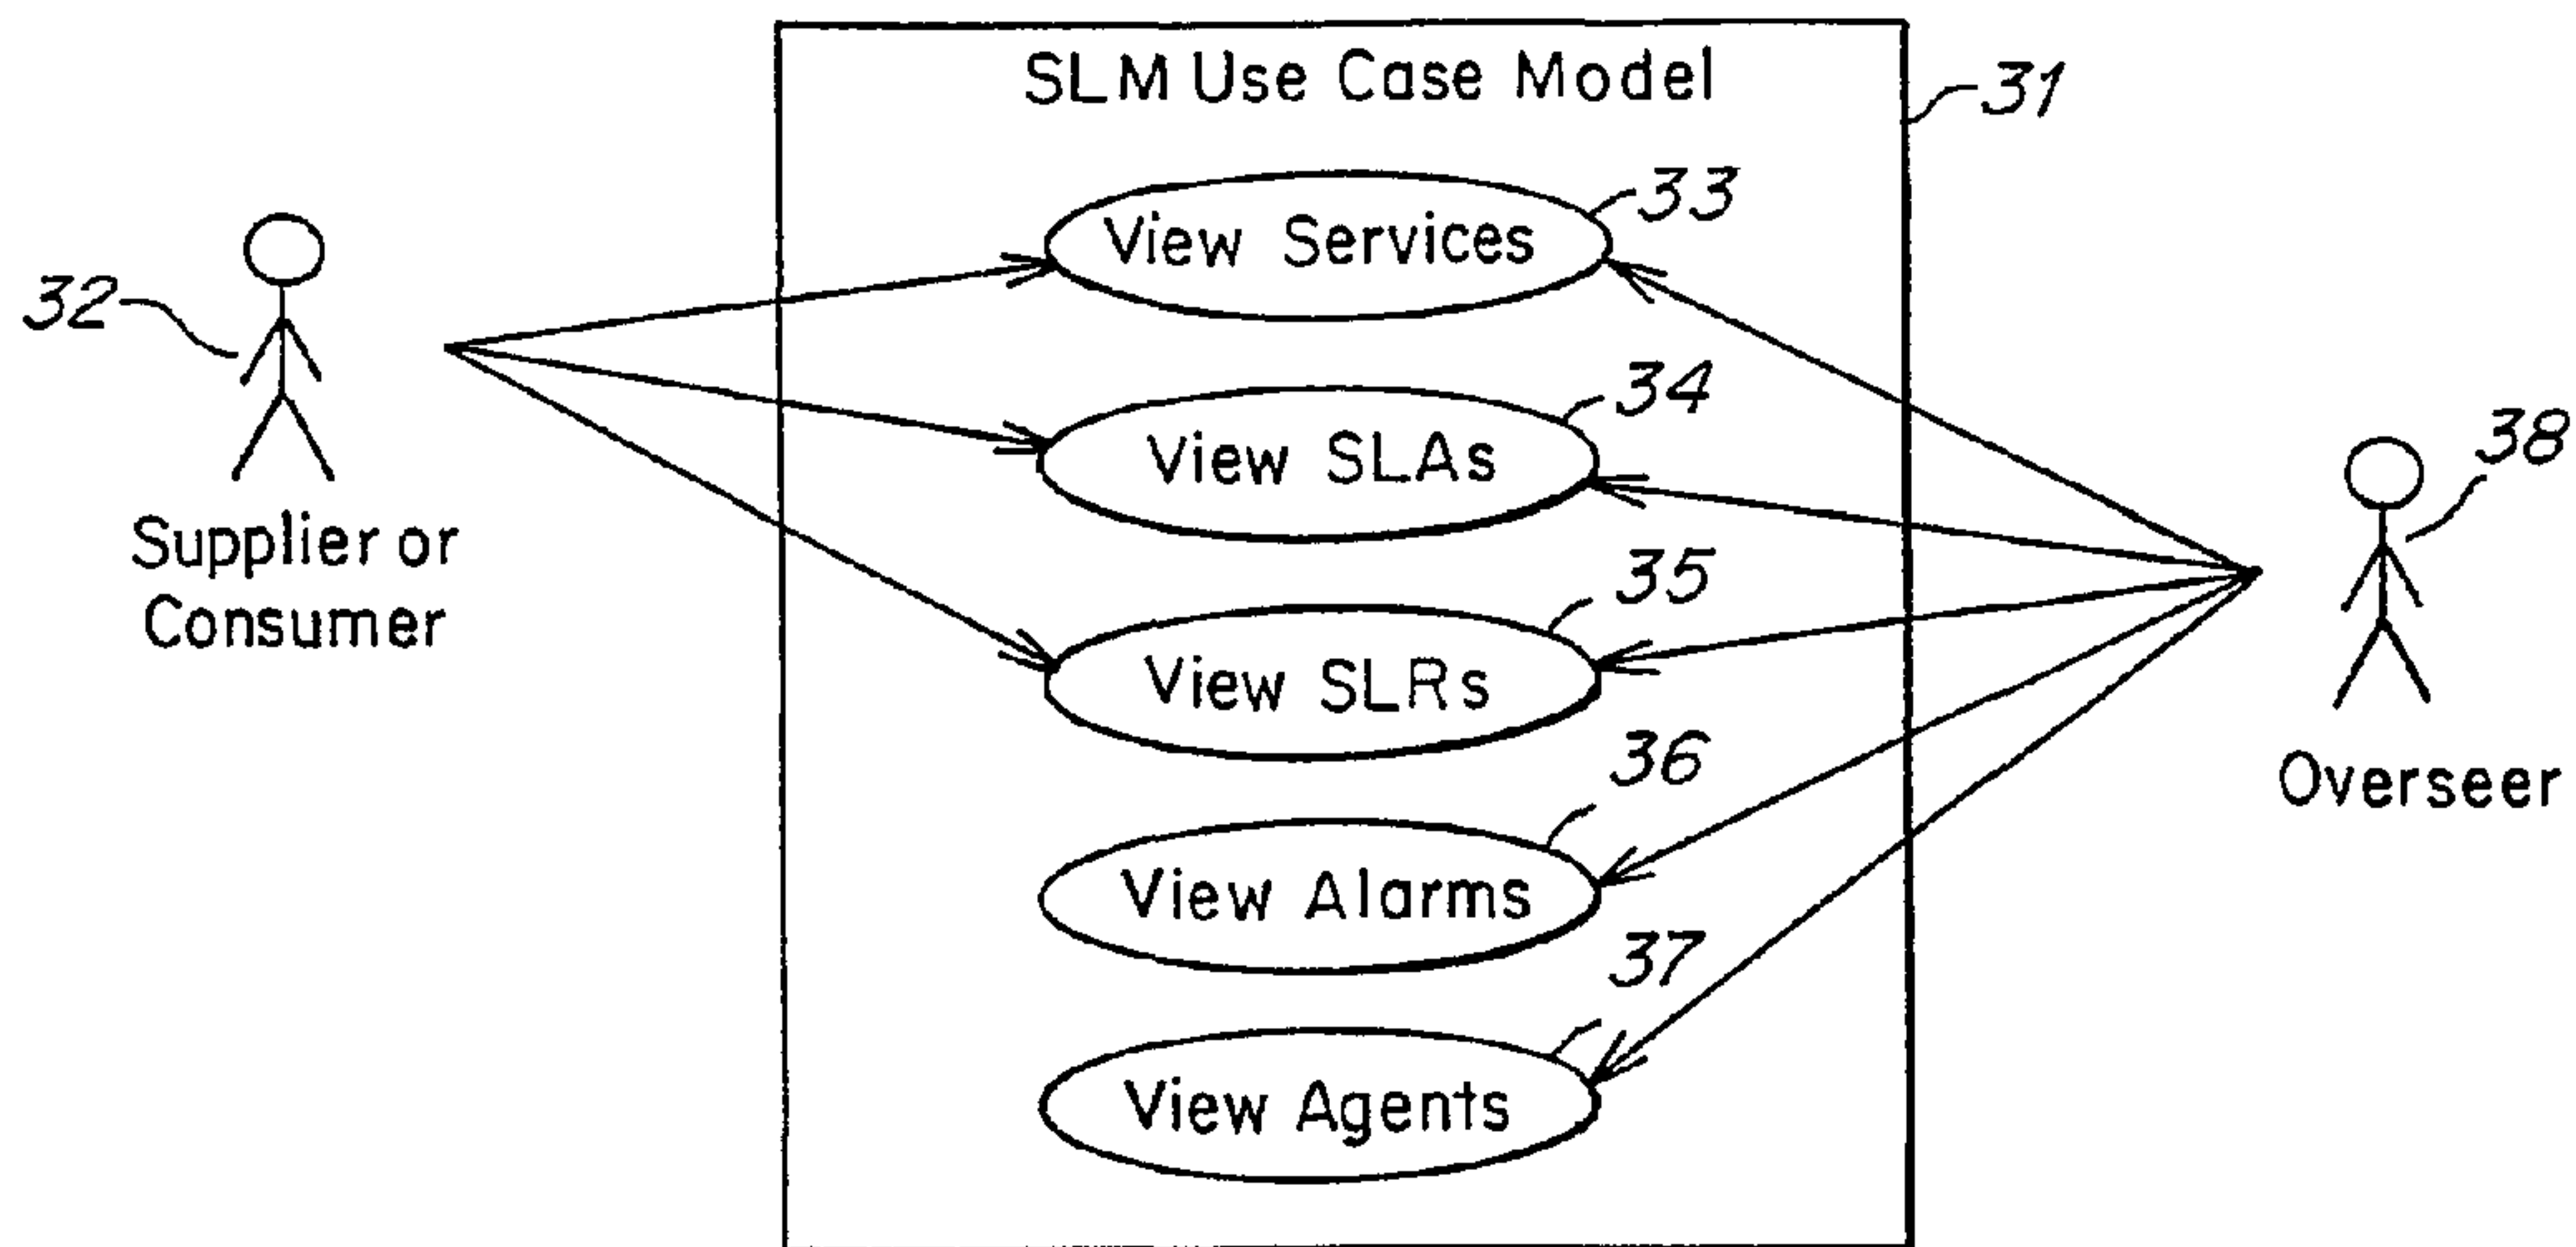 SLM Use Case Model
31
33
View Services
32
34
View SLAs
38
Supplier or
Consumer
35
View SLRs
36
Overseer
View Alarms
37
View Agents